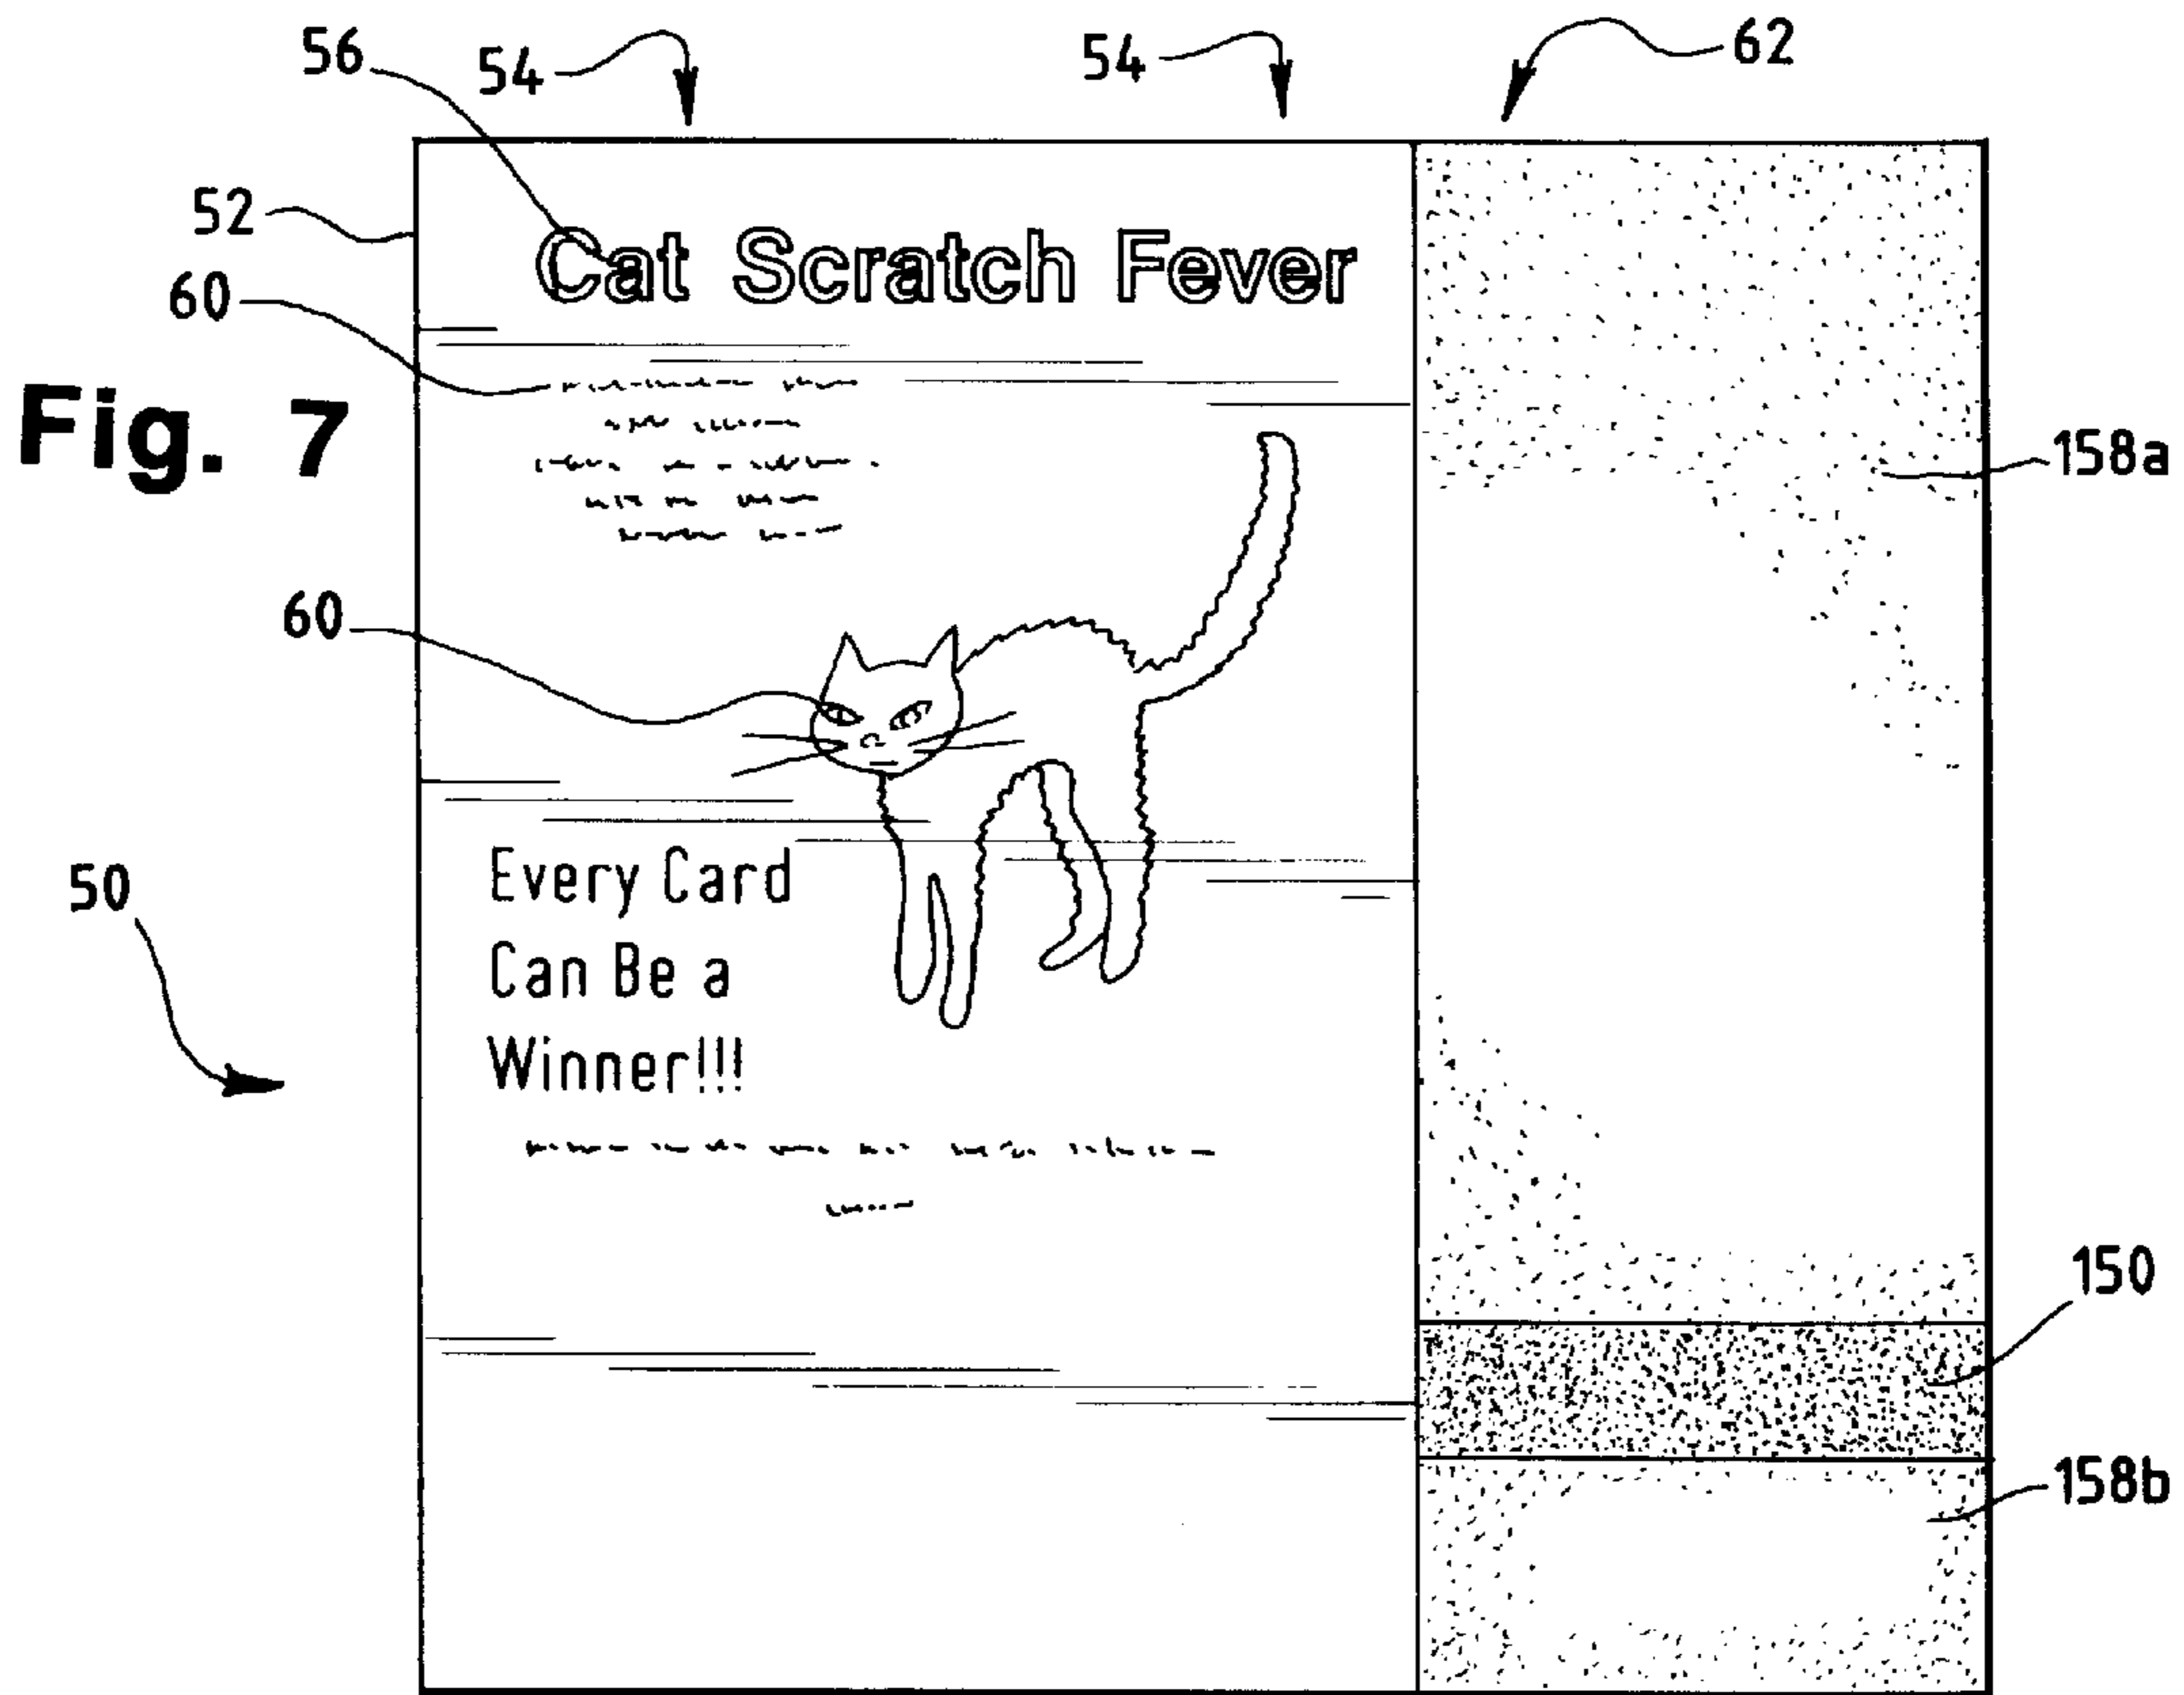 56
54
54
62
52
Cat Scratch Fever
60
Fig. 7
158a
60
50
Every Card
Can Be a
Winner!!!
150
158b